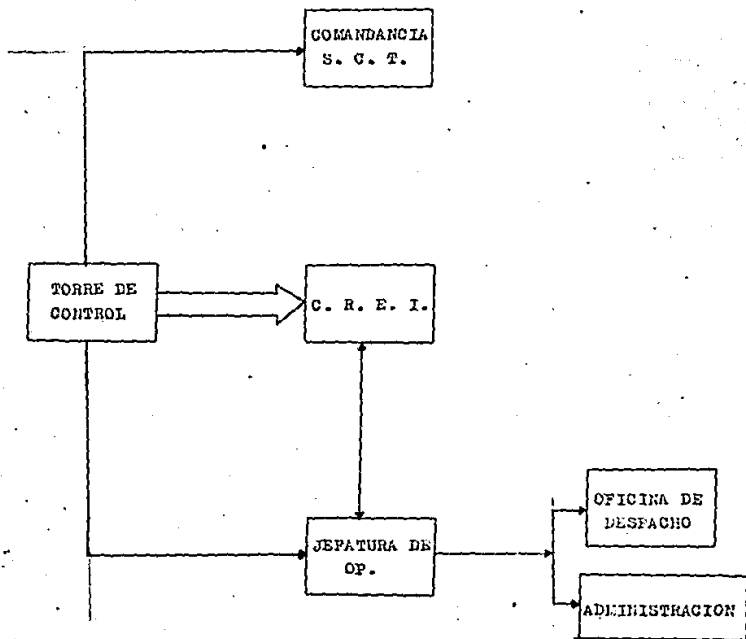 COMANDANCIA
S. C. T.
TORRE DE
CONTROL
C. R. E. I.
JEFATURA DE
OP.
OFICINA DE
DESPACHO
ADMINISTRACION